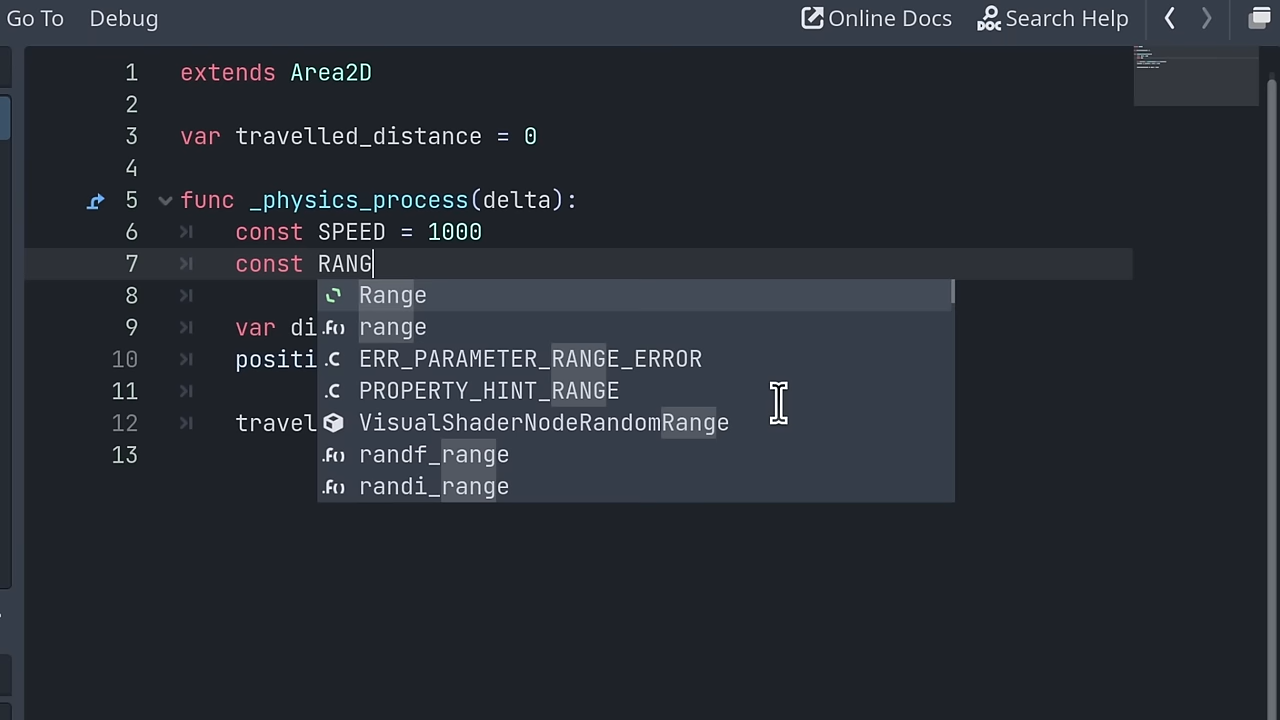 Go To Debug Online Docs DOC Search Help
1 extends Area2D
2
3 var travelled_distance = 0
4
5 func _physics_process(delta):
6 const SPEED = 1000
7 const RANG
8 Range
9 var di .f() range
10 positi .C ERR_PARAMETER_RANGE_ERROR
11 .C PROPERTY_HINT_RANGE
12 travel VisualShaderNodeRandomRange
13 .f() randf_range
.f() randi_range